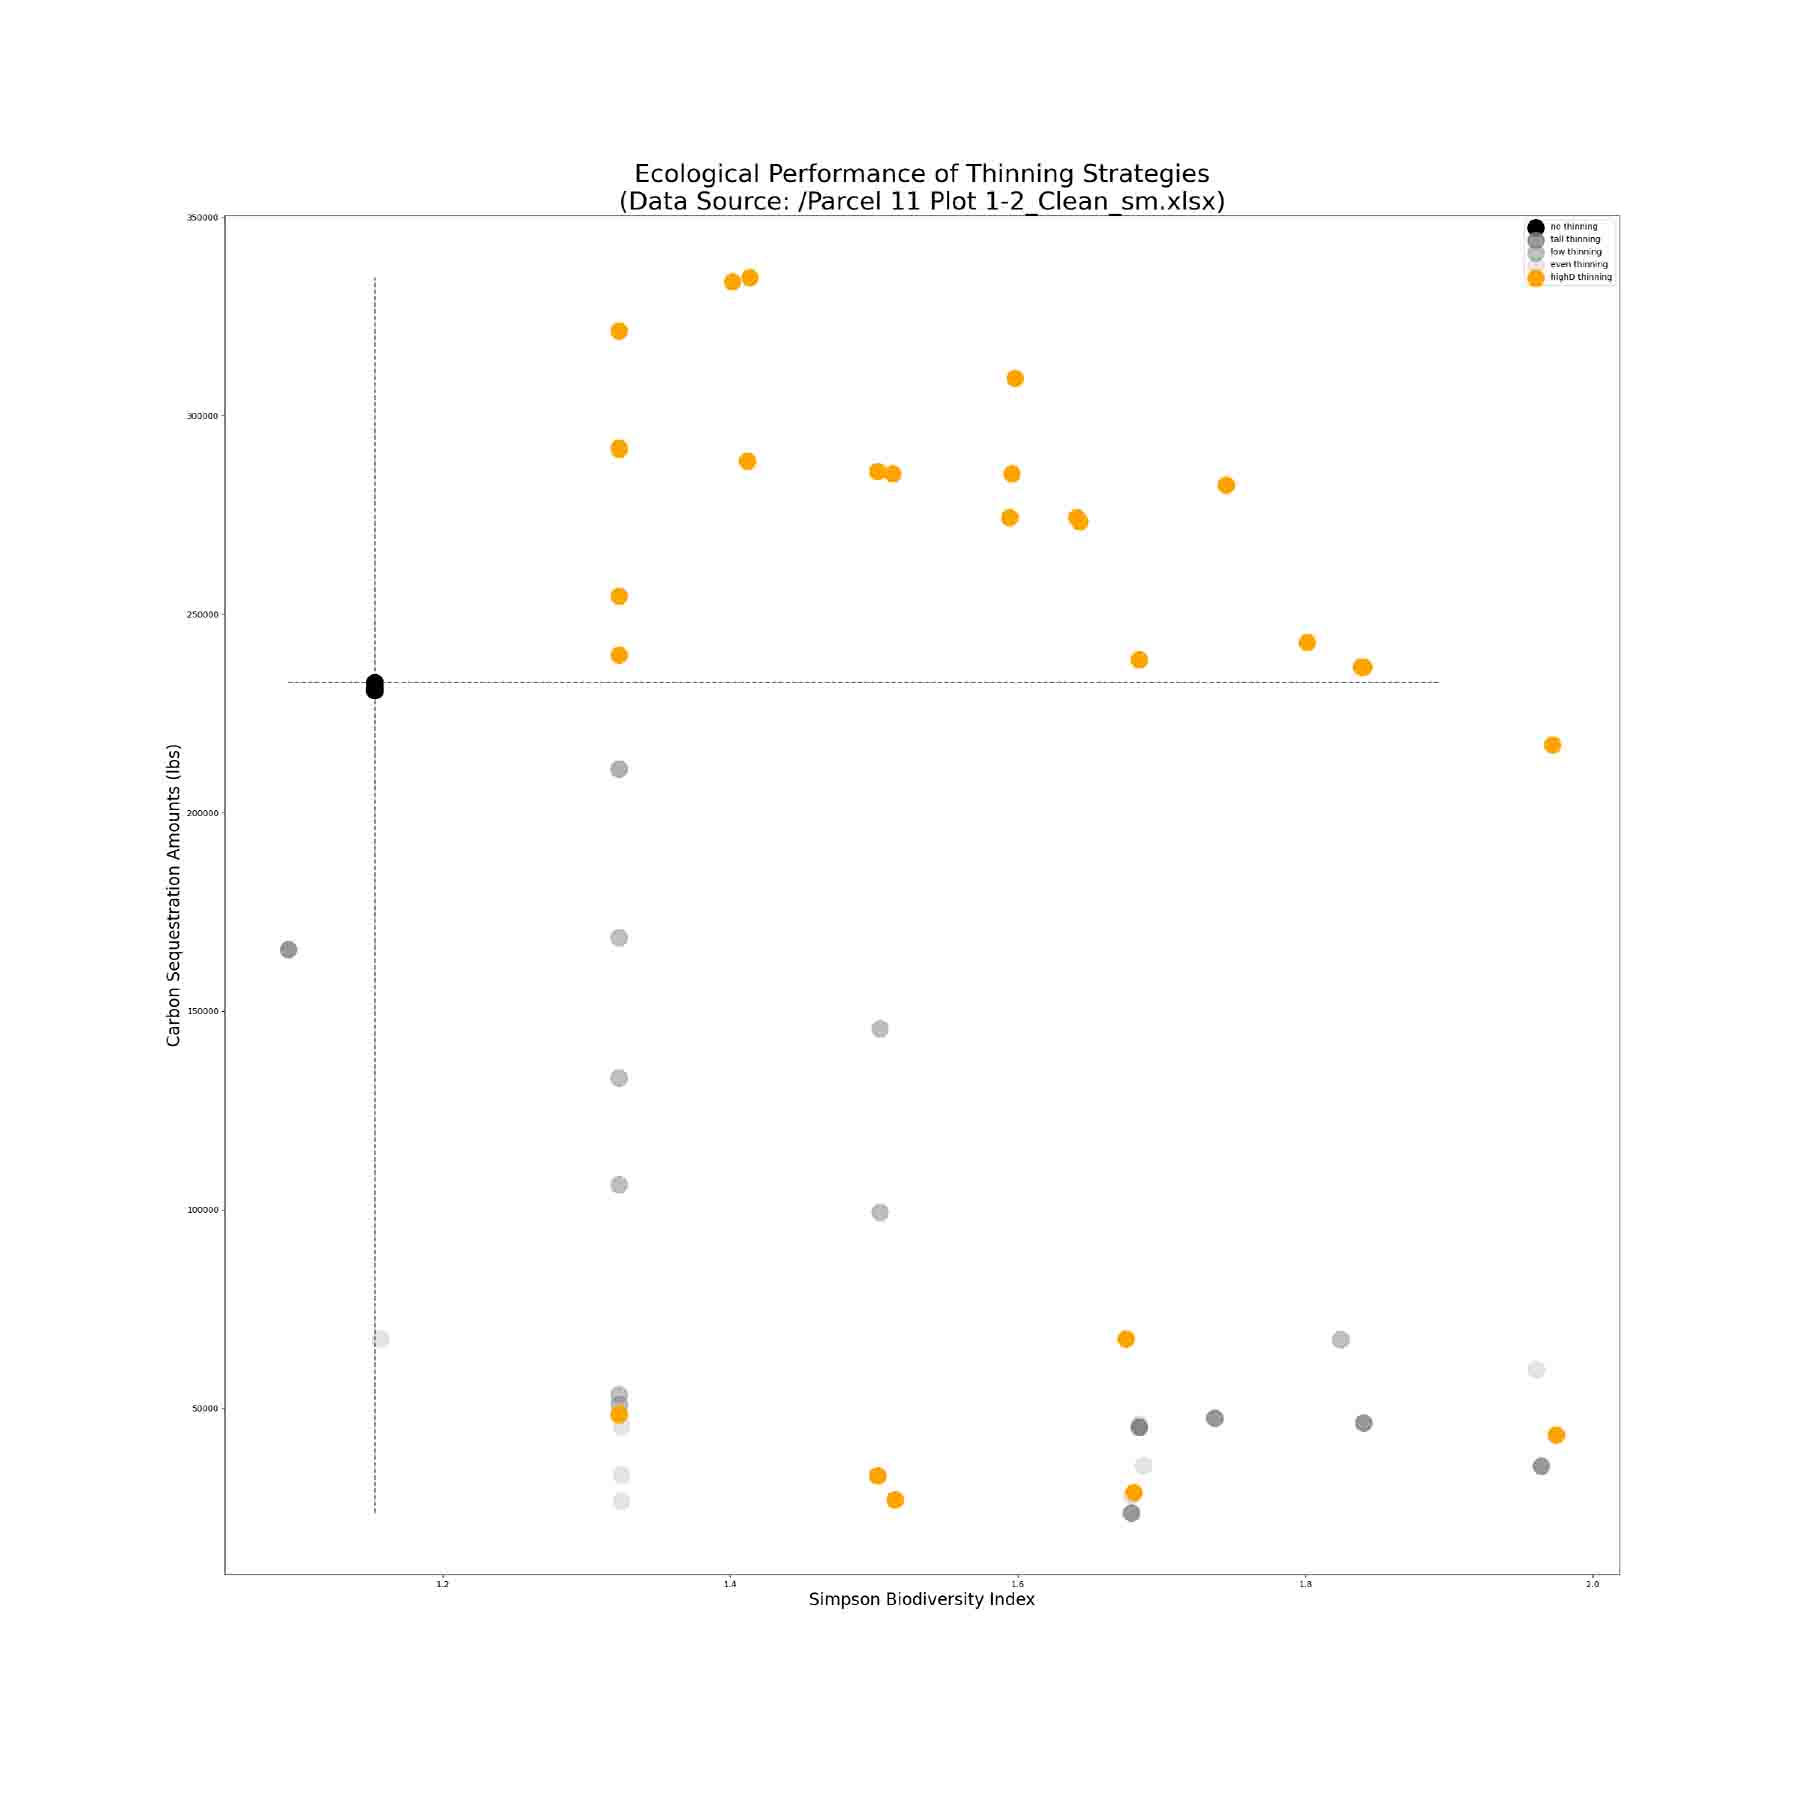 Ecological Performance of Thinning Strategies
(Data Source: /Parcel 11 Plot 1-2_Clean_sm.xlsx)
no thinning
tall thinning
low thinning
even thinning
highD thinning
350000
300000
250000
200000
150000
100000
50000
Carbon Sequestration Amounts (lbs)
1.2 1.4 1.6 1.8 2.0
Simpson Biodiversity Index